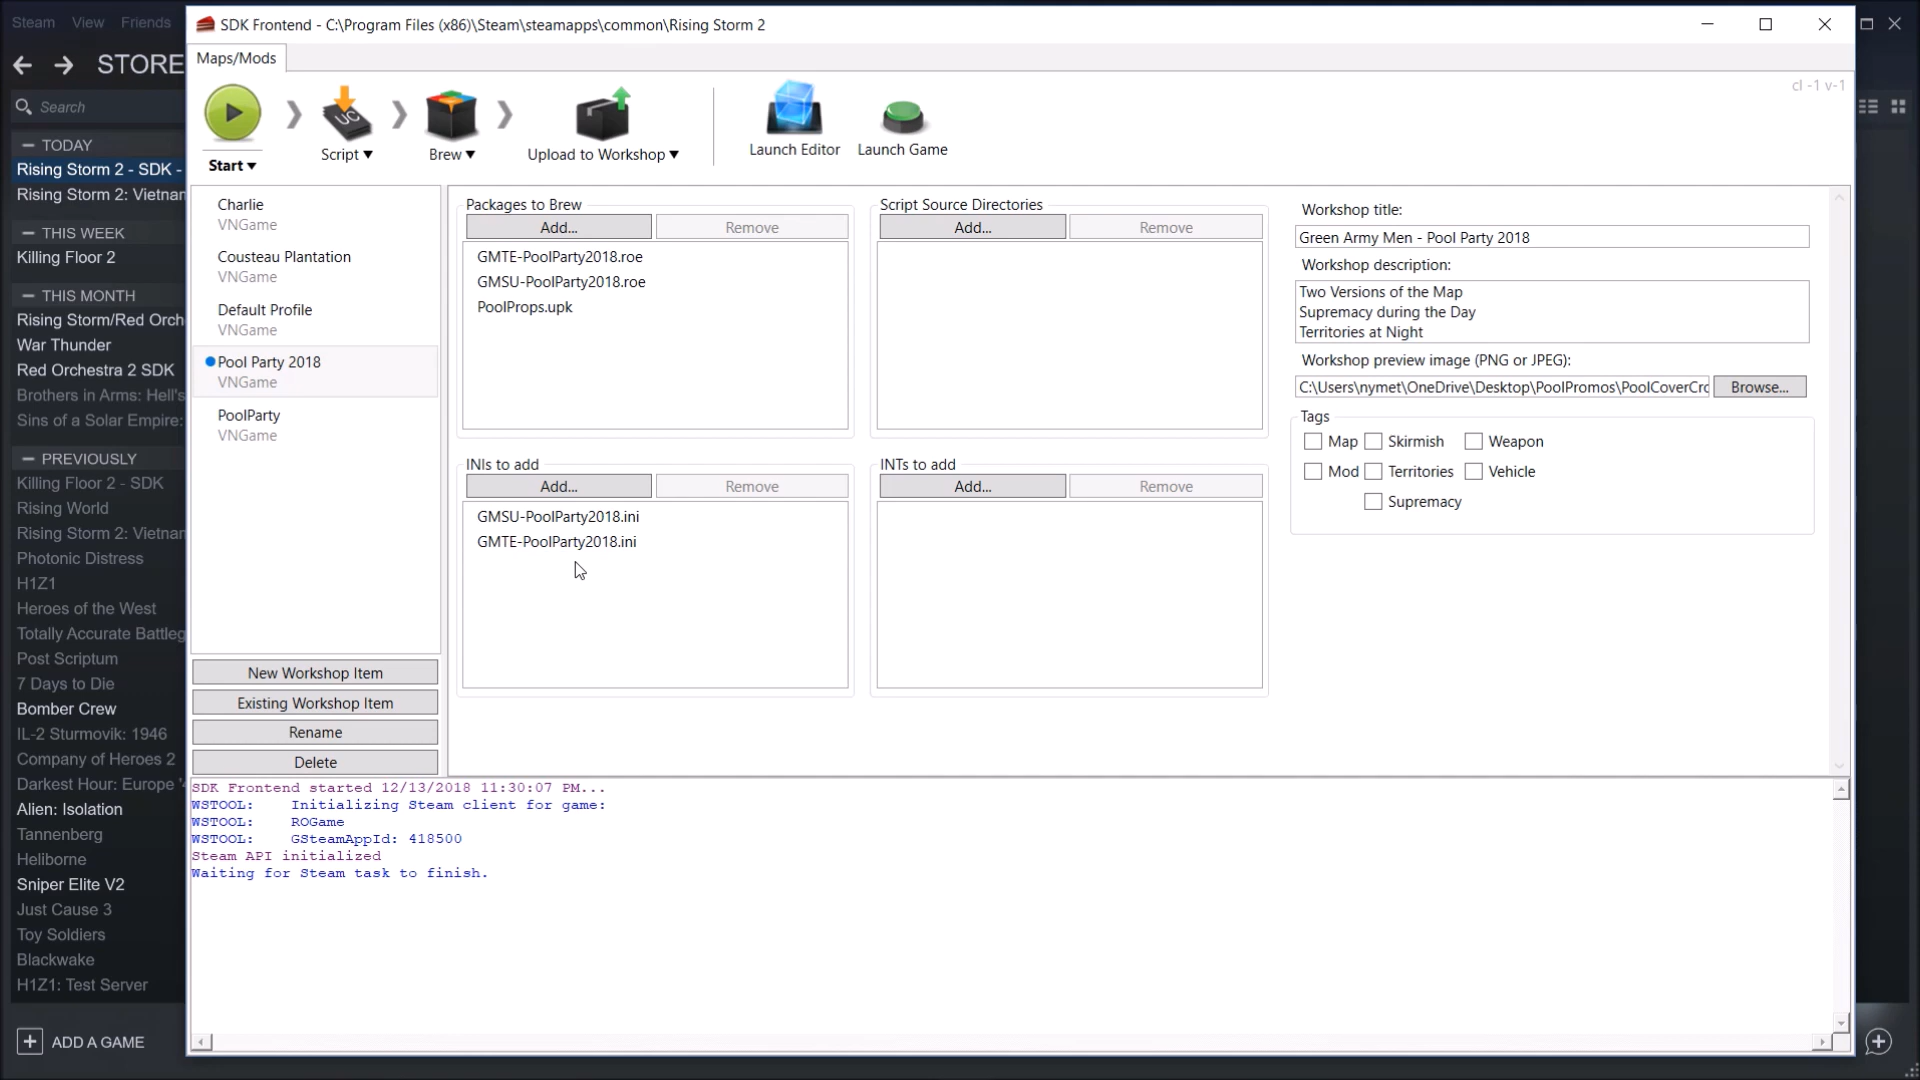 Steam View Friends
STORE
Search
TODAY
Rising Storm 2 - SDK -
Rising Storm 2: Vietnam
THIS WEEK
Killing Floor 2
THIS MONTH
Rising Storm/Red Orch
War Thunder
Red Orchestra 2 SDK
Brothers in Arms: Hell's
Sins of a Solar Empire:
PREVIOUSLY
Killing Floor 2 - SDK
Rising World
Rising Storm 2: Vietnam
Photonic Distress
H1Z1
Heroes of the West
Totally Accurate Battleg
Post Scriptum
7 Days to Die
Bomber Crew
IL-2 Sturmovik: 1946
Company of Heroes 2
Darkest Hour: Europe '4
Alien: Isolation
Tannenberg
Heliborne
Sniper Elite V2
Just Cause 3
Toy Soldiers
Blackwake
H1Z1: Test Server
ADD A GAME
SDK Frontend - C:\Program Files (x86)\Steam\steamapps\common\Rising Storm 2
Maps/Mods
cl -1 v-1
Start
Script
Brew
Upload to Workshop
Launch Editor
Launch Game
Charlie
VNGame
Cousteau Plantation
VNGame
Default Profile
VNGame
Pool Party 2018
VNGame
PoolParty
VNGame
New Workshop Item
Existing Workshop Item
Rename
Delete
Packages to Brew
Add... Remove
GMTE-PoolParty2018.roe
GMSU-PoolParty2018.roe
PoolProps.upk
Script Source Directories
Add... Remove
INIs to add
Add... Remove
GMSU-PoolParty2018.ini
GMTE-PoolParty2018.ini
INTs to add
Add... Remove
Workshop title:
Green Army Men - Pool Party 2018
Workshop description:
Two Versions of the Map
Supremacy during the Day
Territories at Night
Workshop preview image (PNG or JPEG):
C:\Users\nymet\OneDrive\Desktop\PoolPromos\PoolCoverCro Browse...
Tags
Map Skirmish Weapon
Mod Territories Vehicle
Supremacy
SDK Frontend started 12/13/2018 11:30:07 PM...
WSTOOL: Initializing Steam client for game:
WSTOOL: ROGame
WSTOOL: GSteamAppId: 418500
Steam API initialized
Waiting for Steam task to finish.